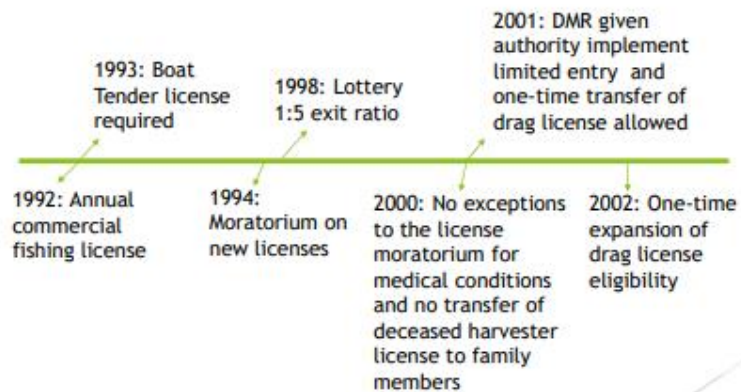 1993: Boat
Tender license
required
1998: Lottery
1:5 exit ratio
2001: DMR given
authority implement
limited entry and
one-time transfer of
drag license allowed
1992: Annual
commercial
fishing license
1994:
Moratorium on
new licenses
2000: No exceptions
to the license
moratorium for
medical conditions
and no transfer of
deceased harvester
license to family
members
2002: One-time
expansion of
drag license
eligibility